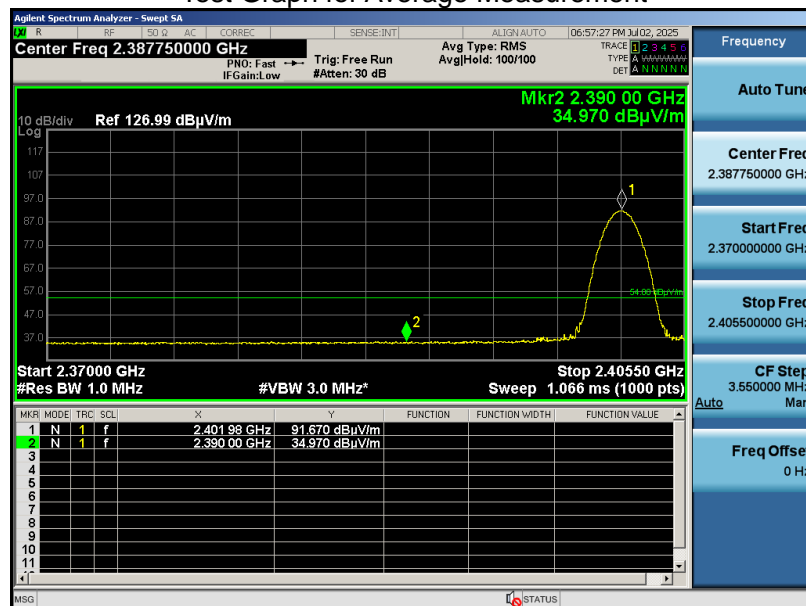 Test Graph for Average Measurement
Agilent Spectrum Analyzer - Swept SA
LXI R RF 50 Ω AC CORREC SENSE:INT ALIGN AUTO 06:57:27 PM Jul 02, 2025
Center Freq 2.387750000 GHz
PNO: Fast
IFGain:Low
Trig: Free Run
#Atten: 30 dB
Avg Type: RMS
Avg|Hold: 100/100
TRACE 1 2 3 4 5 6
TYPE A
DET A N N N N N
Mkr2 2.390 00 GHz
34.970 dBµV/m
10 dB/div Ref 126.99 dBµV/m
Log
117
107
97.0
87.0
77.0
67.0
57.0
47.0
37.0
1
2
54.00 dBµV/m
Start 2.37000 GHz Stop 2.40550 GHz
#Res BW 1.0 MHz #VBW 3.0 MHz* Sweep 1.066 ms (1000 pts)
MKR MODE TRC SCL X Y FUNCTION FUNCTION WIDTH FUNCTION VALUE
1 N 1 f 2.401 98 GHz 91.670 dBµV/m
2 N 1 f 2.390 00 GHz 34.970 dBµV/m
3
4
5
6
7
8
9
10
11
MSG STATUS
Frequency
Auto Tune
Center Freq
2.387750000 GHz
Start Freq
2.370000000 GHz
Stop Freq
2.405500000 GHz
CF Step
3.550000 MHz
Auto Man
Freq Offset
0 Hz